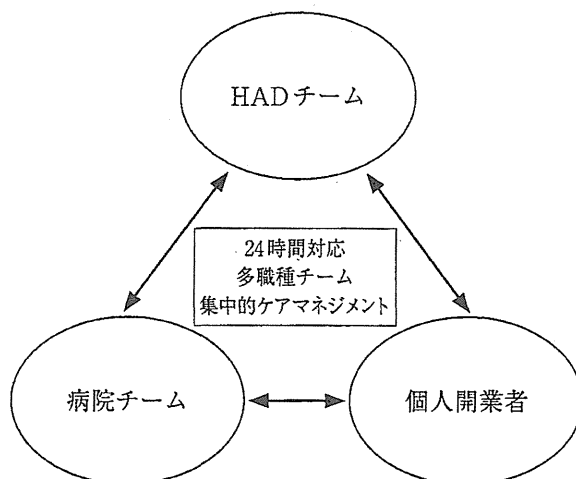 HADチーム
24時間対応
多職種チーム
集中的ケアマネジメント
病院チーム
個人開業者